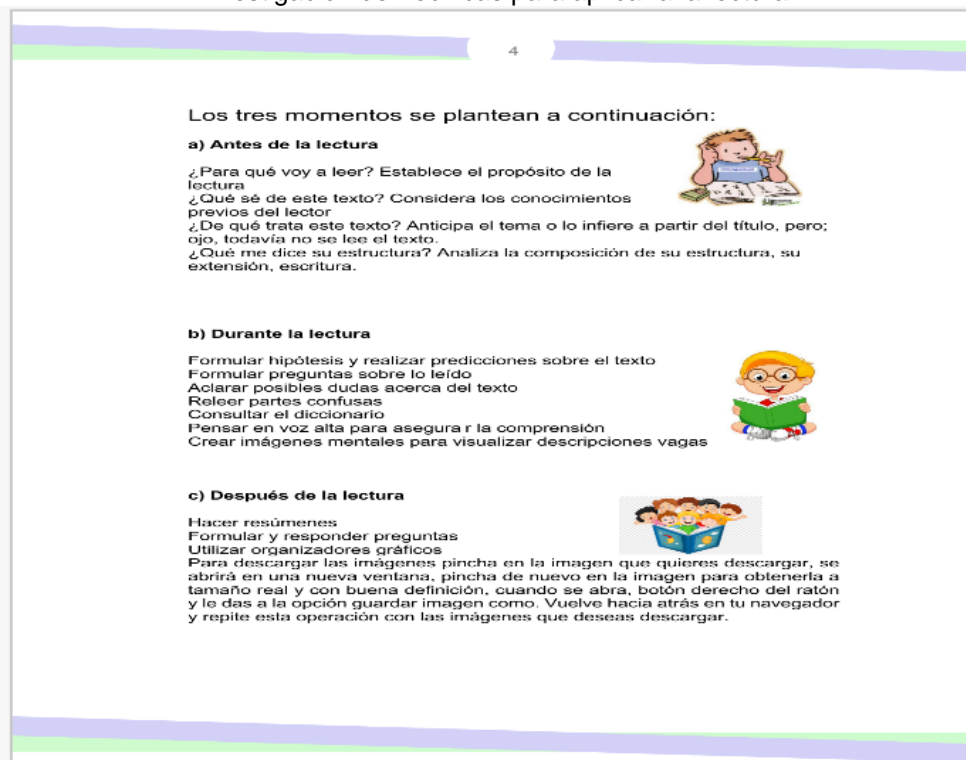 4
Los tres momentos se plantean a continuación:
a) Antes de la lectura
¿Para qué voy a leer? Establece el propósito de la
lectura
¿Qué sé de este texto? Considera los conocimientos
previos del lector
¿De qué trata este texto? Anticipa el tema o lo infiere a partir del título, pero;
ojo, todavía no se lee el texto.
¿Qué me dice su estructura? Analiza la composición de su estructura, su
extensión, escritura.
b) Durante la lectura
Formular hipótesis y realizar predicciones sobre el texto
Formular preguntas sobre lo leído
Aclarar posibles dudas acerca del texto
Releer partes confusas
Consultar el diccionario
Pensar en voz alta para asegura r la comprensión
Crear imágenes mentales para visualizar descripciones vagas
c) Después de la lectura
Hacer resúmenes
Formular y responder preguntas
Utilizar organizadores gráficos
Para descargar las imágenes pincha en la imagen que quieres descargar, se
abrirá en una nueva ventana, pincha de nuevo en la imagen para obtenerla a
tamaño real y con buena definición, cuando se abra, botón derecho del ratón
y le das a la opción guardar imagen como. Vuelve hacia atrás en tu navegador
y repite esta operación con las imágenes que deseas descargar.